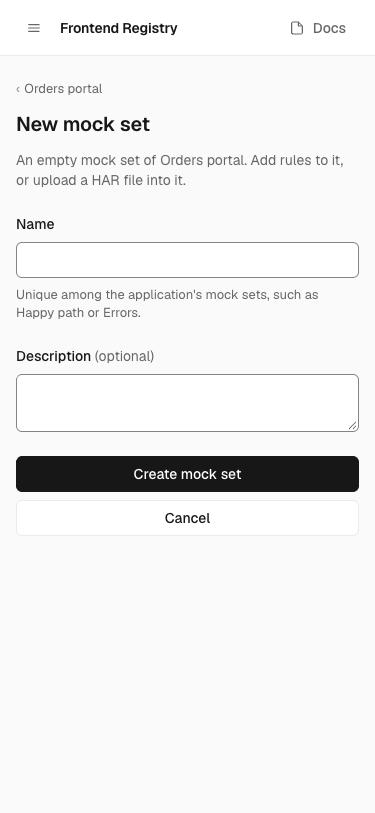 Frontend Registry
Docs
‹ Orders portal
New mock set
An empty mock set of Orders portal. Add rules to it,
or upload a HAR file into it.
Name
Unique among the application's mock sets, such as
Happy path or Errors.
Description (optional)
Create mock set
Cancel